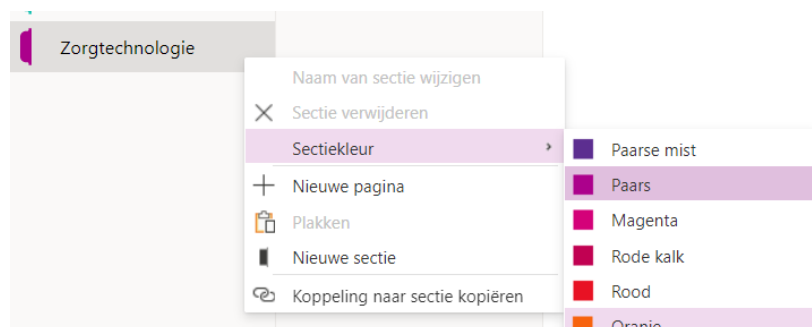 Zorgtechnologie
Naam van sectie wijzigen
Sectie verwijderen
Sectiekleur
Nieuwe pagina
Plakken
Nieuwe sectie
Koppeling naar sectie kopiëren
Paarse mist
Paars
Magenta
Rode kalk
Rood
Oranje